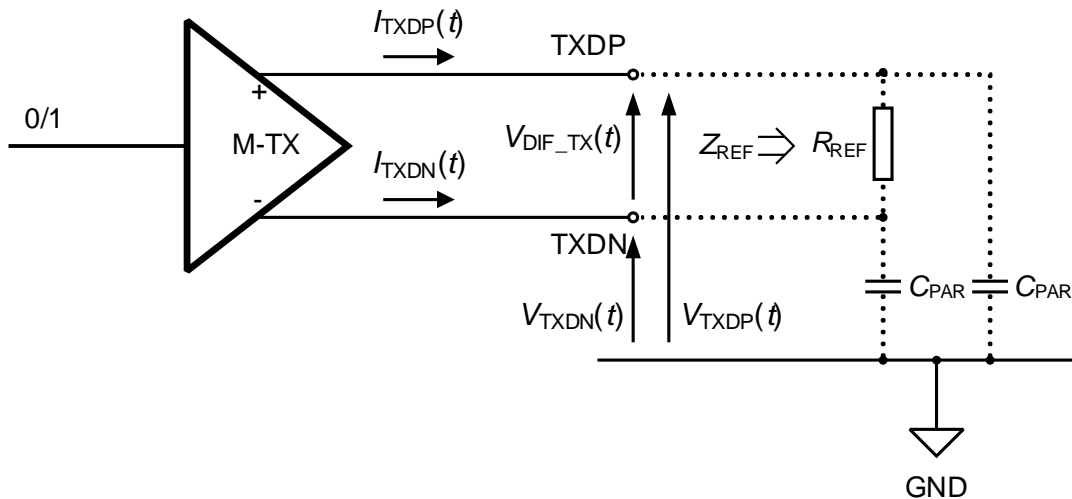 I_TXDP(t)
TXDP
+
0/1
M-TX
V_DIF_TX(t)
Z_REF
R_REF
I_TXDN(t)
-
TXDN
C_PAR
C_PAR
V_TXDN(t)
V_TXDP(t)
GND